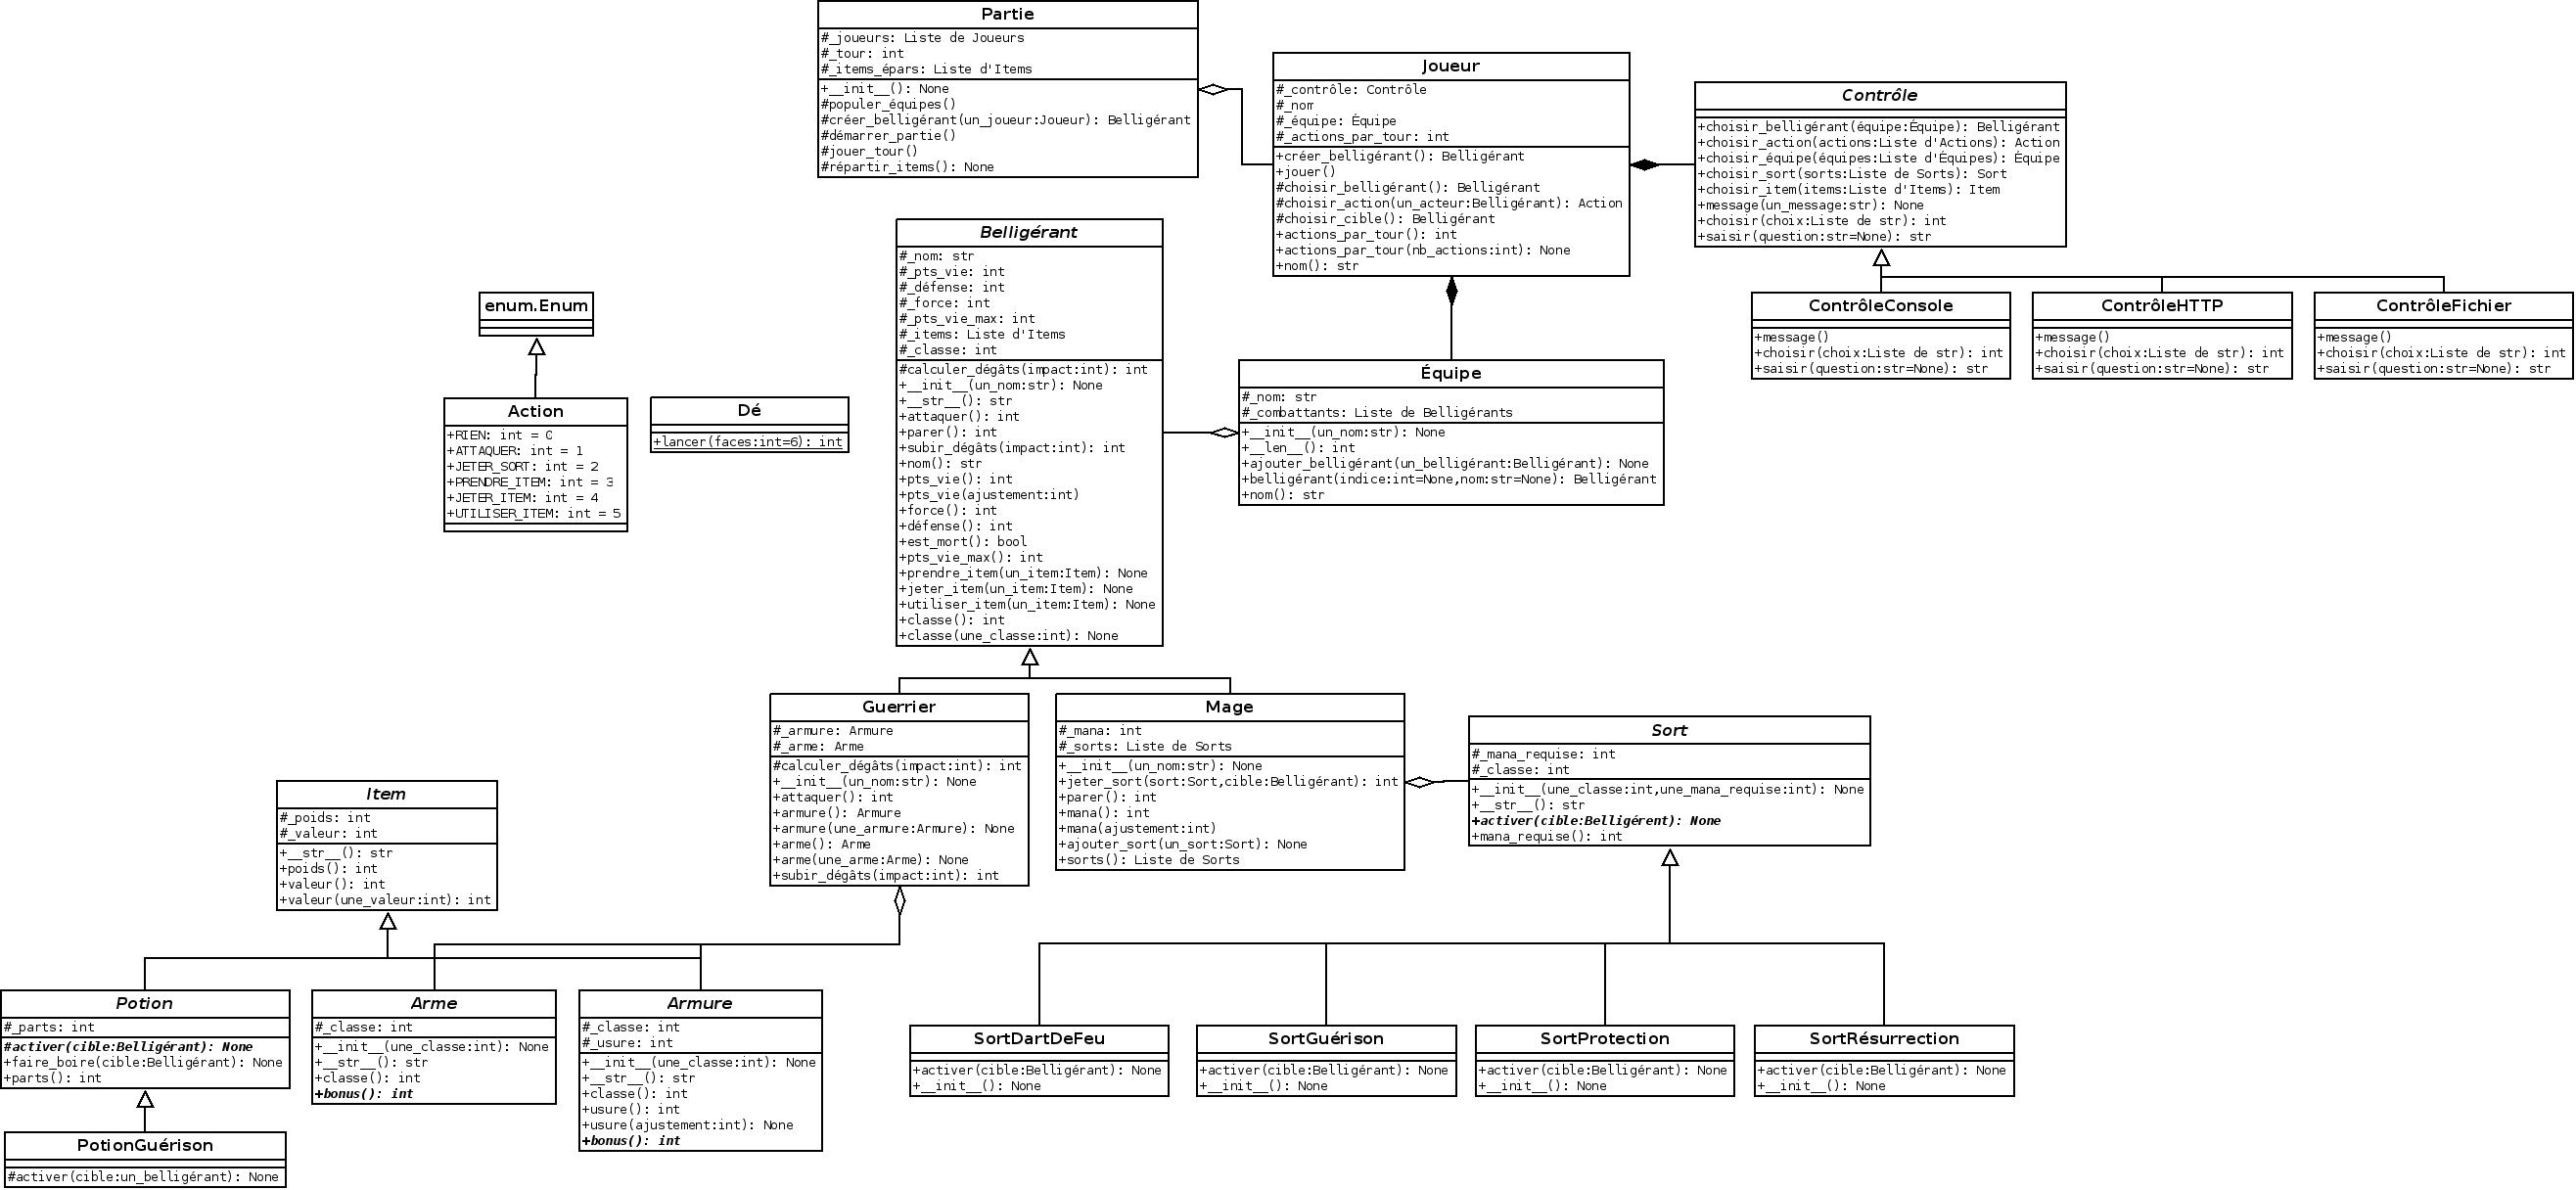 Partie
#_joueurs: Liste de Joueurs
#_tour: int
#_items_épars: Liste d'Items
+__init__(): None
#populer_équipes()
#créer_belligérant(un_joueur:Joueur): Belligérant
#démarrer_partie()
#jouer_tour()
#répartir_items(): None
Joueur
#_contrôle: Contrôle
#_nom
#_équipe: Équipe
#_actions_par_tour: int
+créer_belligérant(): Belligérant
+jouer()
#choisir_belligérant(): Belligérant
#choisir_action(un_acteur:Belligérant): Action
#choisir_cible(): Belligérant
+actions_par_tour(): int
+actions_par_tour(nb_actions:int): None
+nom(): str
Contrôle
+choisir_belligérant(équipe:Équipe): Belligérant
+choisir_action(actions:Liste d'Actions): Action
+choisir_équipe(équipes:Liste d'Équipes): Équipe
+choisir_sort(sorts:Liste de Sorts): Sort
+choisir_item(items:Liste d'Items): Item
+message(un_message:str): None
+choisir(choix:Liste de str): int
+saisir(question:str=None): str
ContrôleConsole
+message()
+choisir(choix:Liste de str): int
+saisir(question:str=None): str
ContrôleHTTP
+message()
+choisir(choix:Liste de str): int
+saisir(question:str=None): str
ContrôleFichier
+message()
+choisir(choix:Liste de str): int
+saisir(question:str=None): str
Belligérant
#_nom: str
#_pts_vie: int
#_défense: int
#_force: int
#_pts_vie_max: int
#_items: Liste d'Items
#_classe: int
#calculer_dégâts(impact:int): int
+__init__(un_nom:str): None
+__str__(): str
+attaquer(): int
+parer(): int
+subir_dégâts(impact:int): int
+nom(): str
+pts_vie(): int
+pts_vie(ajustement:int)
+force(): int
+défense(): int
+est_mort(): bool
+pts_vie_max(): int
+prendre_item(un_item:Item): None
+jeter_item(un_item:Item): None
+utiliser_item(un_item:Item): None
+classe(): int
+classe(une_classe:int): None
enum.Enum
Action
+RIEN: int = 0
+ATTAQUER: int = 1
+JETER_SORT: int = 2
+PRENDRE_ITEM: int = 3
+JETER_ITEM: int = 4
+UTILISER_ITEM: int = 5
Dé
+lancer(faces:int=6): int
Équipe
#_nom: str
#_combattants: Liste de Belligérants
+__init__(un_nom:str): None
+__len__(): int
+ajouter_belligérant(un_belligérant:Belligérant): None
+belligérant(indice:int=None,nom:str=None): Belligérant
+nom(): str
Guerrier
#_armure: Armure
#_arme: Arme
#calculer_dégâts(impact:int): int
+__init__(un_nom:str): None
+attaquer(): int
+armure(): Armure
+armure(une_armure:Armure): None
+arme(): Arme
+arme(une_arme:Arme): None
+subir_dégâts(impact:int): int
Mage
#_mana: int
#_sorts: Liste de Sorts
+__init__(un_nom:str): None
+jeter_sort(sort:Sort,cible:Belligérant): int
+parer(): int
+mana(): int
+mana(ajustement:int)
+ajouter_sort(un_sort:Sort): None
+sorts(): Liste de Sorts
Sort
#_mana_requise: int
#_classe: int
+__init__(une_classe:int,une_mana_requise:int): None
+__str__(): str
+activer(cible:Belligérent): None
+mana_requise(): int
Item
#_poids: int
#_valeur: int
+__str__(): str
+poids(): int
+valeur(): int
+valeur(une_valeur:int): int
Potion
#_parts: int
#activer(cible:Belligérant): None
+faire_boire(cible:Belligérant): None
+parts(): int
Arme
#_classe: int
+__init__(une_classe:int): None
+__str__(): str
+classe(): int
+bonus(): int
Armure
#_classe: int
#_usure: int
+__init__(une_classe:int): None
+__str__(): str
+classe(): int
+usure(): int
+usure(ajustement:int): None
+bonus(): int
SortDartDeFeu
+activer(cible:Belligérant): None
+__init__(): None
SortGuérison
+activer(cible:Belligérant): None
+__init__(): None
SortProtection
+activer(cible:Belligérant): None
+__init__(): None
SortRésurrection
+activer(cible:Belligérant): None
+__init__(): None
PotionGuérison
#activer(cible:un_belligérant): None